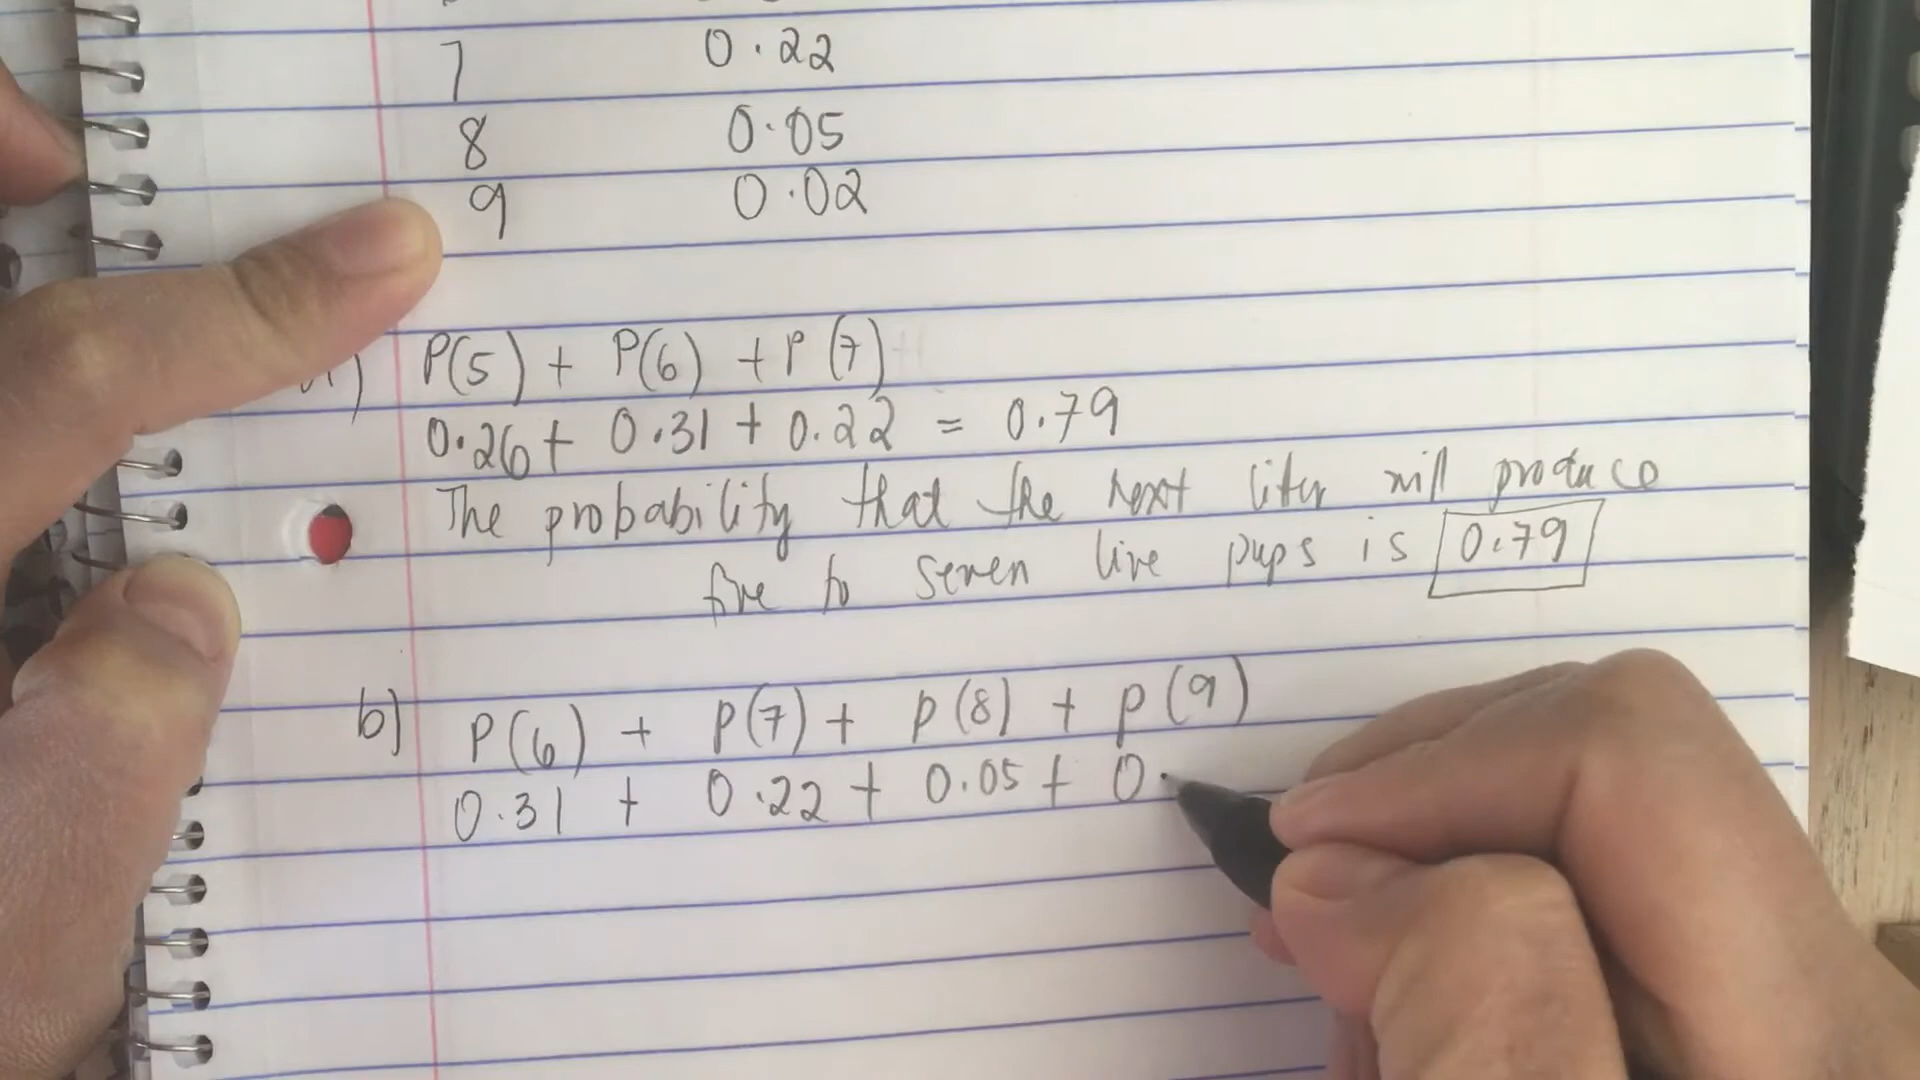 7 0.22
8 0.05
9 0.02
P(5) + P(6) + P(7)
0.26 + 0.31 + 0.22 = 0.79
The probability that the next liter will produce
five to seven live pups is 0.79
b) P(6) + P(7) + P(8) + P(9)
0.31 + 0.22 + 0.05 + 0.